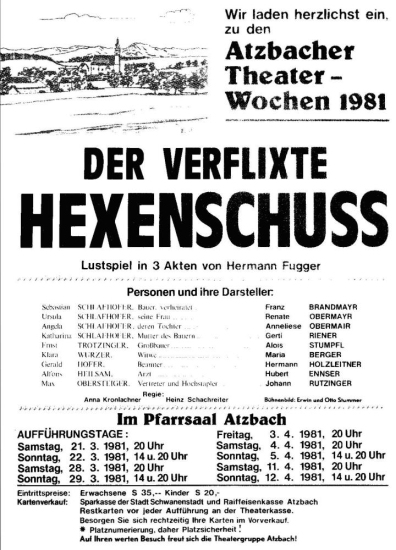 Wir laden herzlichst ein,
zu den
Atzbacher
Theater-
Wochen 1981
DER VERFLIXTE
HEXENSCHUSS
Lustspiel in 3 Akten von Hermann Fugger
Personen und ihre Darsteller:
Sebastian SCHLAFHOFER, Bauer, verheiratet Franz BRANDMAYR
Ursula SCHLAFHOFER, seine Frau Renate OBERMAYR
Angela SCHLAFHOFER, deren Tochter Anneliese OBERMAIR
Katharina SCHLAFHOFER, Mutter des Bauern Gerti RIENER
Ernst TROTZINGER, Großbauer Alois STUMPFL
Klara WURZER, Witwe Maria BERGER
Gerald HOFER, Beamter Hermann HOLZLEITNER
Alfons HEILSAM, Arzt Hubert ENNSER
Max OBERSTEIGER, Vertreter und Hochstapler Johann RUTZINGER
Regie:
Anna Kronlachner Heinz Schachreiter Bühnenbild: Erwin und Otto Stummer
Im Pfarrsaal Atzbach
AUFFÜHRUNGSTAGE:
Samstag, 21. 3. 1981, 20 Uhr
Sonntag, 22. 3. 1981, 14 u. 20 Uhr
Samstag, 28. 3. 1981, 20 Uhr
Sonntag, 29. 3. 1981, 14 u. 20 Uhr
Freitag, 3. 4. 1981, 20 Uhr
Samstag, 4. 4. 1981, 20 Uhr
Sonntag, 5. 4. 1981, 14 u. 20 Uhr
Samstag, 11. 4. 1981, 20 Uhr
Sonntag, 12. 4. 1981, 14 u. 20 Uhr
Eintrittspreise: Erwachsene S 35,-- Kinder S 20,-
Kartenverkauf: Sparkasse der Stadt Schwanenstadt und Raiffeisenkasse Atzbach
Restkarten vor jeder Aufführung an der Theaterkasse.
Besorgen Sie sich rechtzeitig Ihre Karten im Vorverkauf.
* Platznumerierung, daher Platzsicherheit!
Auf Ihren werten Besuch freut sich die Theatergruppe Atzbach!